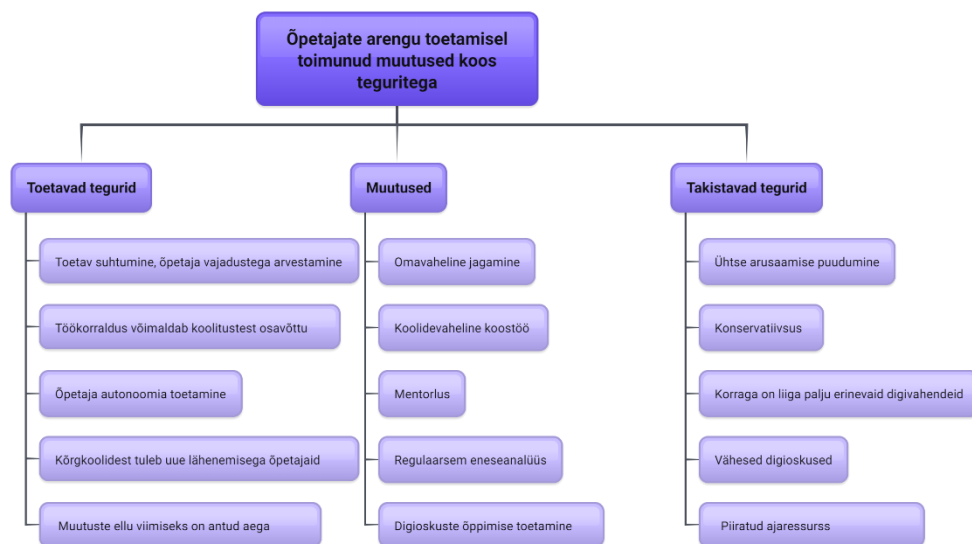 Õpetajate arengu toetamisel
toimunud muutused koos
teguritega
Toetavad tegurid
Toetav suhtumine, õpetaja vajadustega arvestamine
Töökorraldus võimaldab koolitustest osavõttu
Õpetaja autonoomia toetamine
Kõrgkoolidest tuleb uue lähenemisega õpetajaid
Muutuste ellu viimiseks on antud aega
Muutused
Omavaheline jagamine
Koolidevaheline koostöö
Mentorlus
Regulaarsem eneseanalüüs
Digioskuste õppimise toetamine
Takistavad tegurid
Ühtse arusaamise puudumine
Konservatiivsus
Korraga on liiga palju erinevaid digivahendeid
Vähesed digioskused
Piiratud ajaressurss